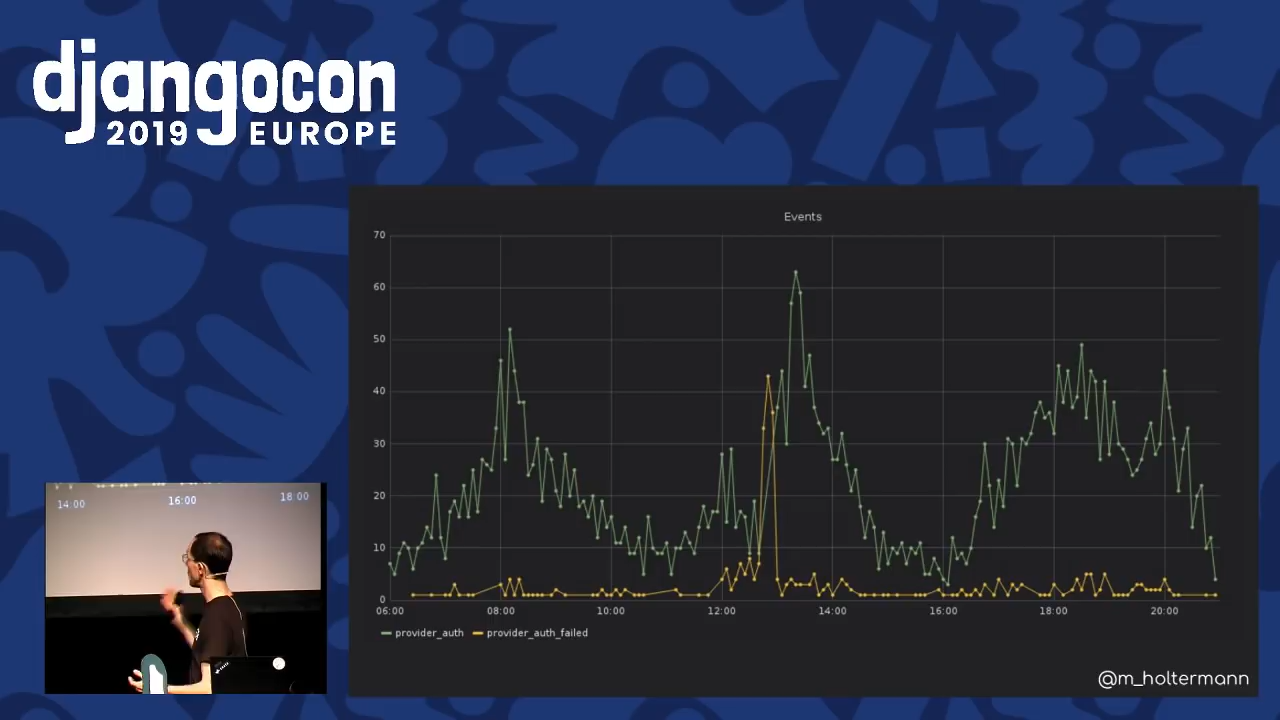 djangocon
2019 EUROPE
Events
70
60
50
40
30
20
10
0
06:00 08:00 10:00 12:00 14:00 16:00 18:00 20:00
provider_auth provider_auth_failed
@m_holtermann
14:00 16:00 18:00